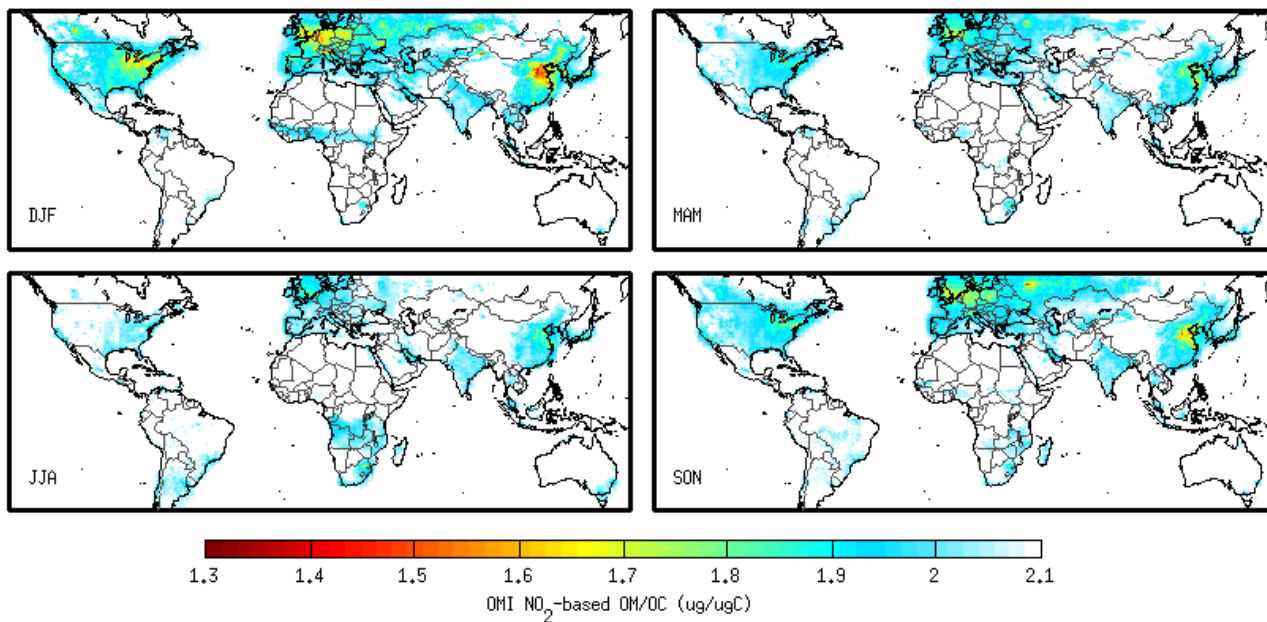 DJF
MAM
JJA
SON
1.3 1.4 1.5 1.6 1.7 1.8 1.9 2 2.1
OMI NO2-based OM/OC (ug/ugC)